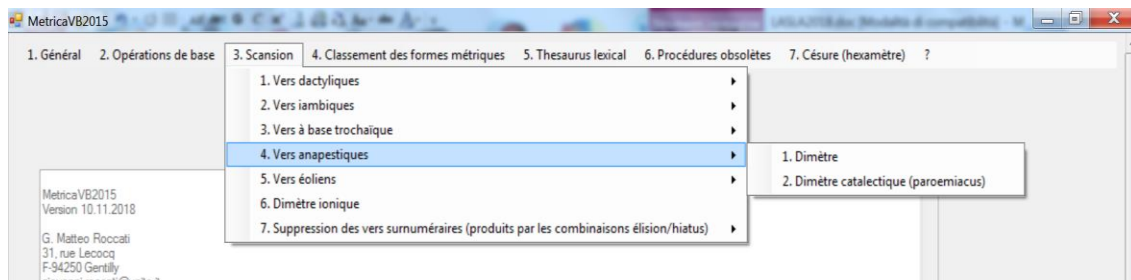 MetricaVB2015
1. Général 2. Opérations de base 3. Scansion 4. Classement des formes métriques 5. Thesaurus lexical 6. Procédures obsolètes 7. Césure (hexamètre) ?
1. Vers dactyliques
2. Vers iambiques
3. Vers à base trochaïque
4. Vers anapestiques
1. Dimètre
5. Vers éoliens
2. Dimètre catalectique (paroemiacus)
6. Dimètre ionique
7. Suppression des vers surnuméraires (produits par les combinaisons élision/hiatus)
MetricaVB2015
Version 10.11.2018
G. Matteo Roccati
31, rue Lecocq
F-94250 Gentilly